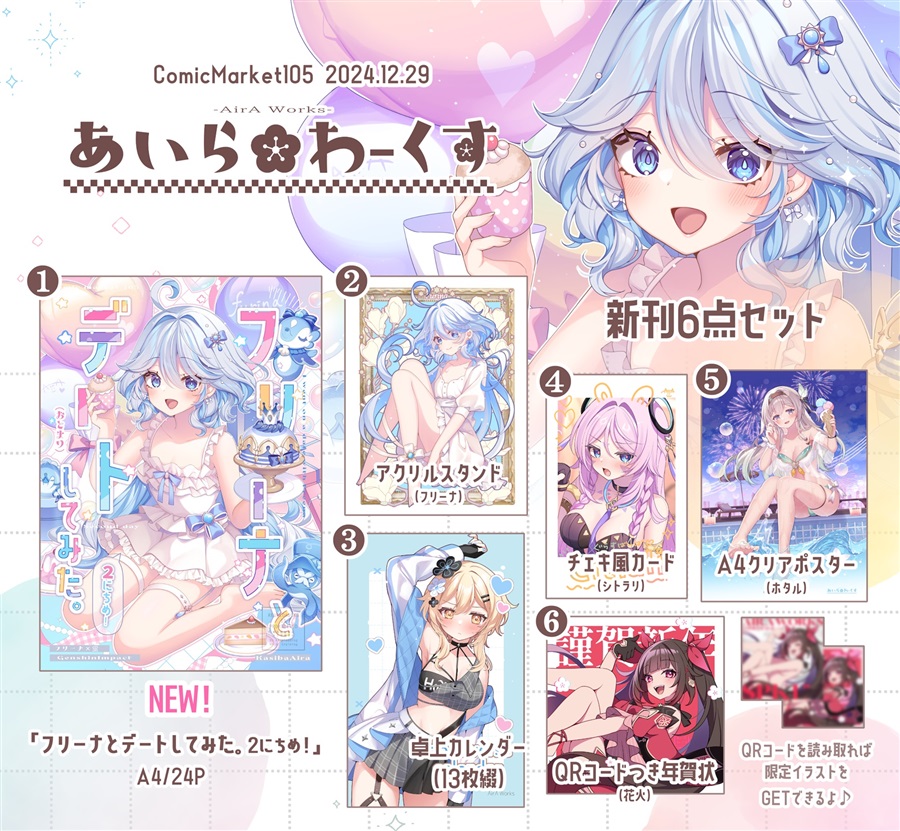 ComicMarket105 2024.12.29
-AirA Works-
あいら わーくす
新刊6点セット
1
フリーナと
デートしてみた。
(おとまり)
2にちめ!
GenshinImpact
NEW!
「フリーナとデートしてみた。2にちめ!」
A4/24P
2
アクリルスタンド
(フリーナ)
3
卓上カレンダー
(13枚綴)
4
チェキ風カード
(シトラリ)
5
A4クリアポスター
(ホタル)
6
謹賀新年
QRコードつき年賀状
(花火)
QRコードを読み取れば
限定イラストを
GETできるよ♪